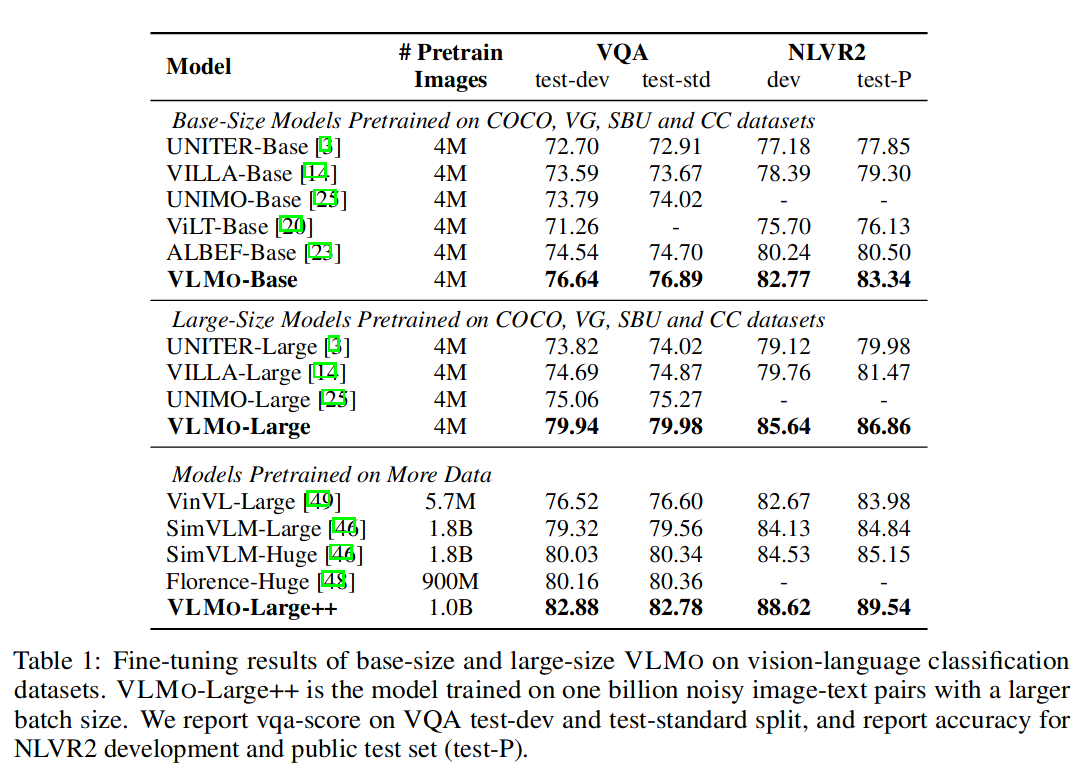 Model # Pretrain Images VQA NLVR2
test-dev test-std dev test-P
Base-Size Models Pretrained on COCO, VG, SBU and CC datasets
UNITER-Base [3] 4M 72.70 72.91 77.18 77.85
VILLA-Base [14] 4M 73.59 73.67 78.39 79.30
UNIMO-Base [25] 4M 73.79 74.02 - -
ViLT-Base [20] 4M 71.26 - 75.70 76.13
ALBEF-Base [23] 4M 74.54 74.70 80.24 80.50
VLMO-Base 4M 76.64 76.89 82.77 83.34
Large-Size Models Pretrained on COCO, VG, SBU and CC datasets
UNITER-Large [3] 4M 73.82 74.02 79.12 79.98
VILLA-Large [14] 4M 74.69 74.87 79.76 81.47
UNIMO-Large [25] 4M 75.06 75.27 - -
VLMO-Large 4M 79.94 79.98 85.64 86.86
Models Pretrained on More Data
VinVL-Large [49] 5.7M 76.52 76.60 82.67 83.98
SimVLM-Large [46] 1.8B 79.32 79.56 84.13 84.84
SimVLM-Huge [46] 1.8B 80.03 80.34 84.53 85.15
Florence-Huge [48] 900M 80.16 80.36 - -
VLMO-Large++ 1.0B 82.88 82.78 88.62 89.54
Table 1: Fine-tuning results of base-size and large-size VLMO on vision-language classification
datasets. VLMO-Large++ is the model trained on one billion noisy image-text pairs with a larger
batch size. We report vqa-score on VQA test-dev and test-standard split, and report accuracy for
NLVR2 development and public test set (test-P).